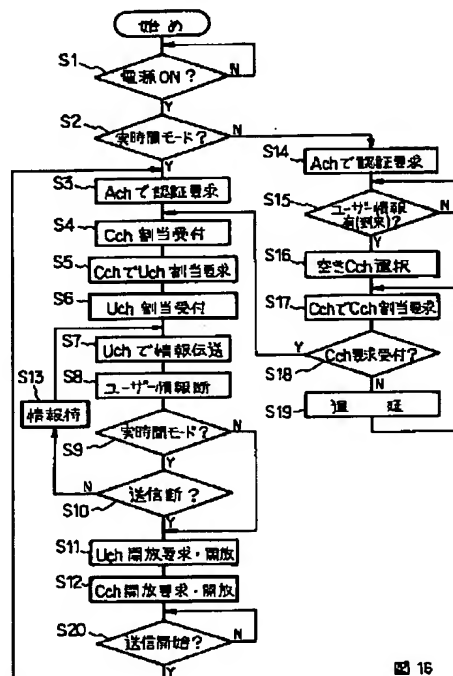 始め
S1
電源ON?
N
Y
S2
実時間モード?
N
Y
S3
Achで認証要求
S4
Cch割当受付
S5
CchでUch割当要求
S6
Uch割当受付
S7
Uchで情報伝送
S8
ユーザー情報断
S13
情報待
S9
実時間モード?
N
Y
S10
送信断?
N
Y
S11
Uch開放要求・開放
S12
Cch開放要求・開放
S20
送信開始?
N
Y
S14
Achで認証要求
S15
ユーザー情報
有(到来)?
N
Y
S16
空きCch選択
S17
CchでCch割当要求
S18
Cch要求受付?
Y
N
S19
遅延
図16